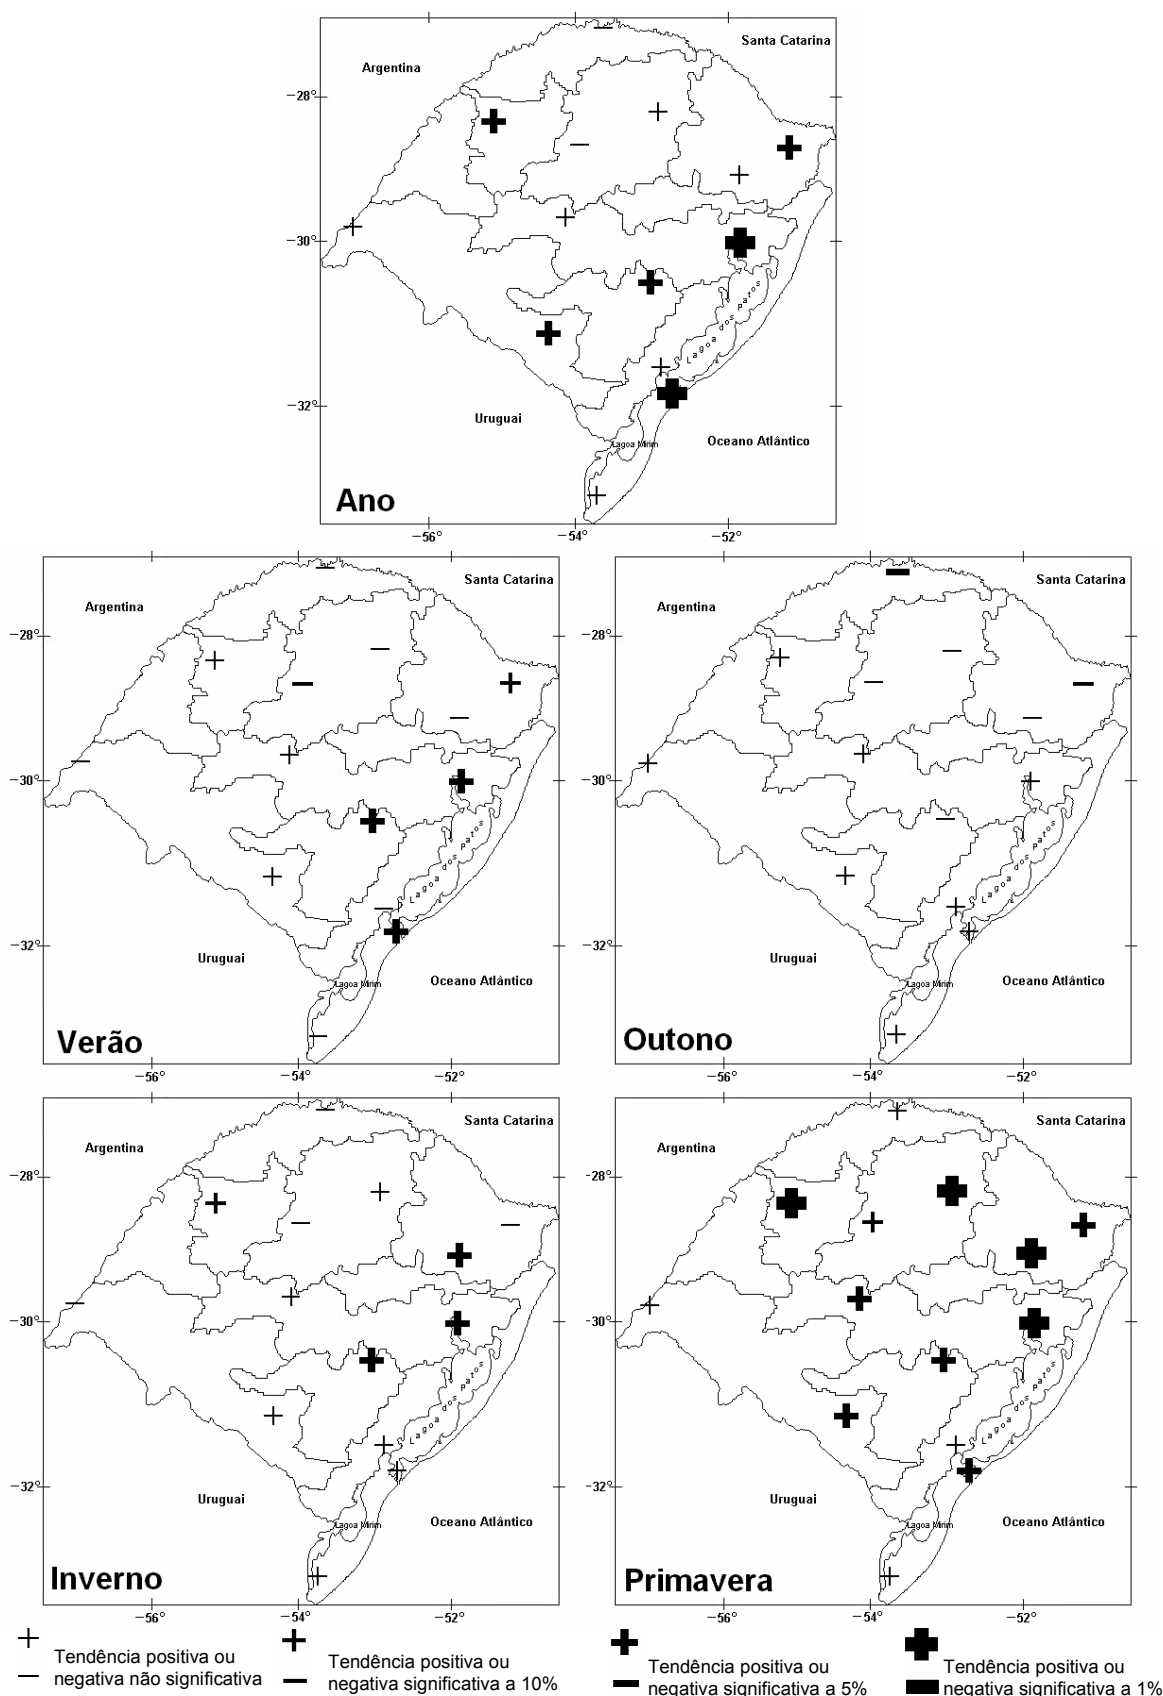 Santa Catarina
Argentina
−28°
−30°
Lagoa dos Patos
−32°
Uruguai
Lagoa Mirim
Oceano Atlântico
Ano
−56°
−54°
−52°
Santa Catarina
Argentina
−28°
−30°
Lagoa dos Patos
−32°
Uruguai
Lagoa Mirim
Oceano Atlântico
Verão
−56°
−54°
−52°
Santa Catarina
Argentina
−28°
−30°
Lagoa dos Patos
−32°
Uruguai
Lagoa Mirim
Oceano Atlântico
Outono
−56°
−54°
−52°
Santa Catarina
Argentina
−28°
−30°
Lagoa dos Patos
−32°
Uruguai
Lagoa Mirim
Oceano Atlântico
Inverno
−56°
−54°
−52°
Santa Catarina
Argentina
−28°
−30°
Lagoa dos Patos
−32°
Uruguai
Lagoa Mirim
Oceano Atlântico
Primavera
−56°
−54°
−52°
Tendência positiva ou
negativa não significativa
Tendência positiva ou
negativa significativa a 10%
Tendência positiva ou
negativa significativa a 5%
Tendência positiva ou
negativa significativa a 1%